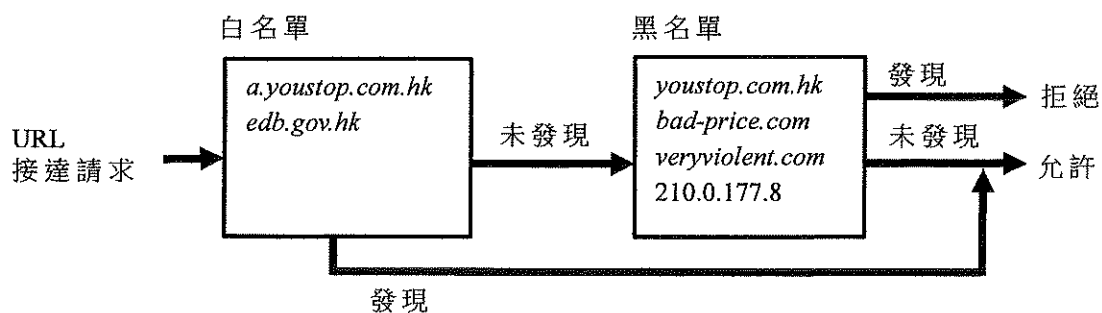 白名單
黑名單
URL
接達請求
a.youstop.com.hk
edb.gov.hk
未發現
youstop.com.hk
bad-price.com
veryviolent.com
210.0.177.8
發現
拒絕
未發現
允許
發現